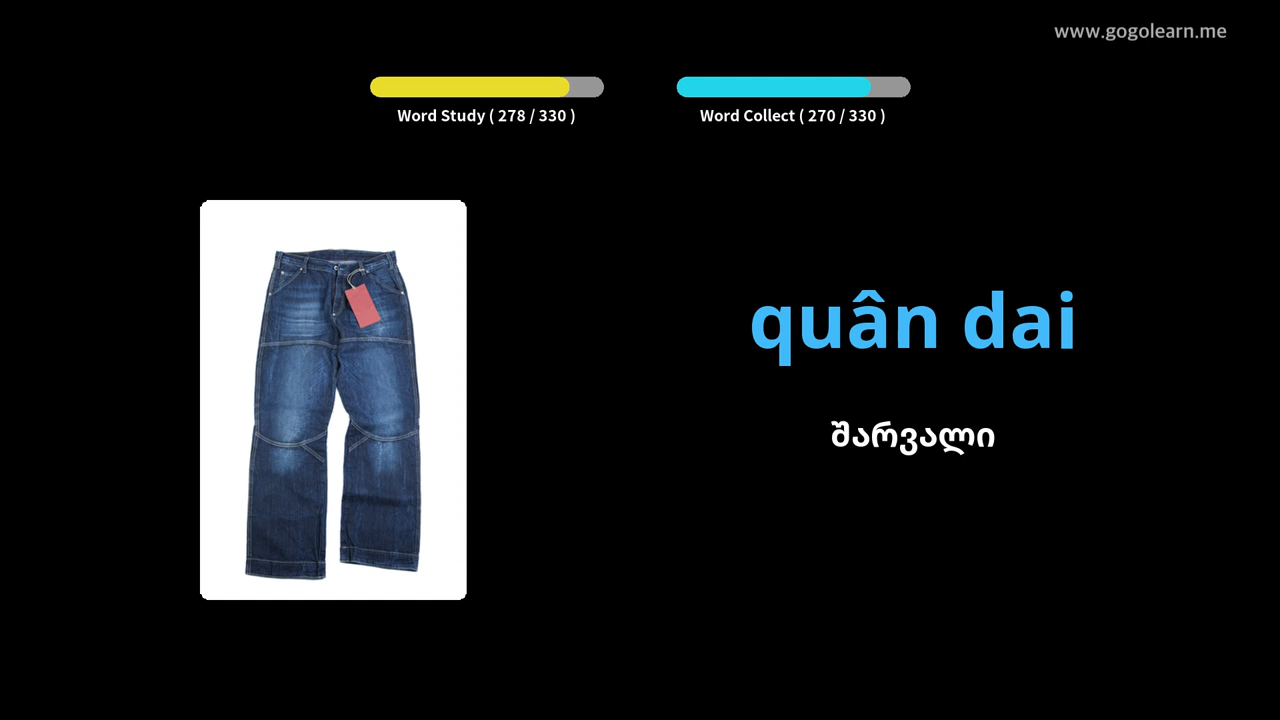 www.gogolearn.me
Word Study ( 278 / 330 )
Word Collect ( 270 / 330 )
quân dai
შარვალი